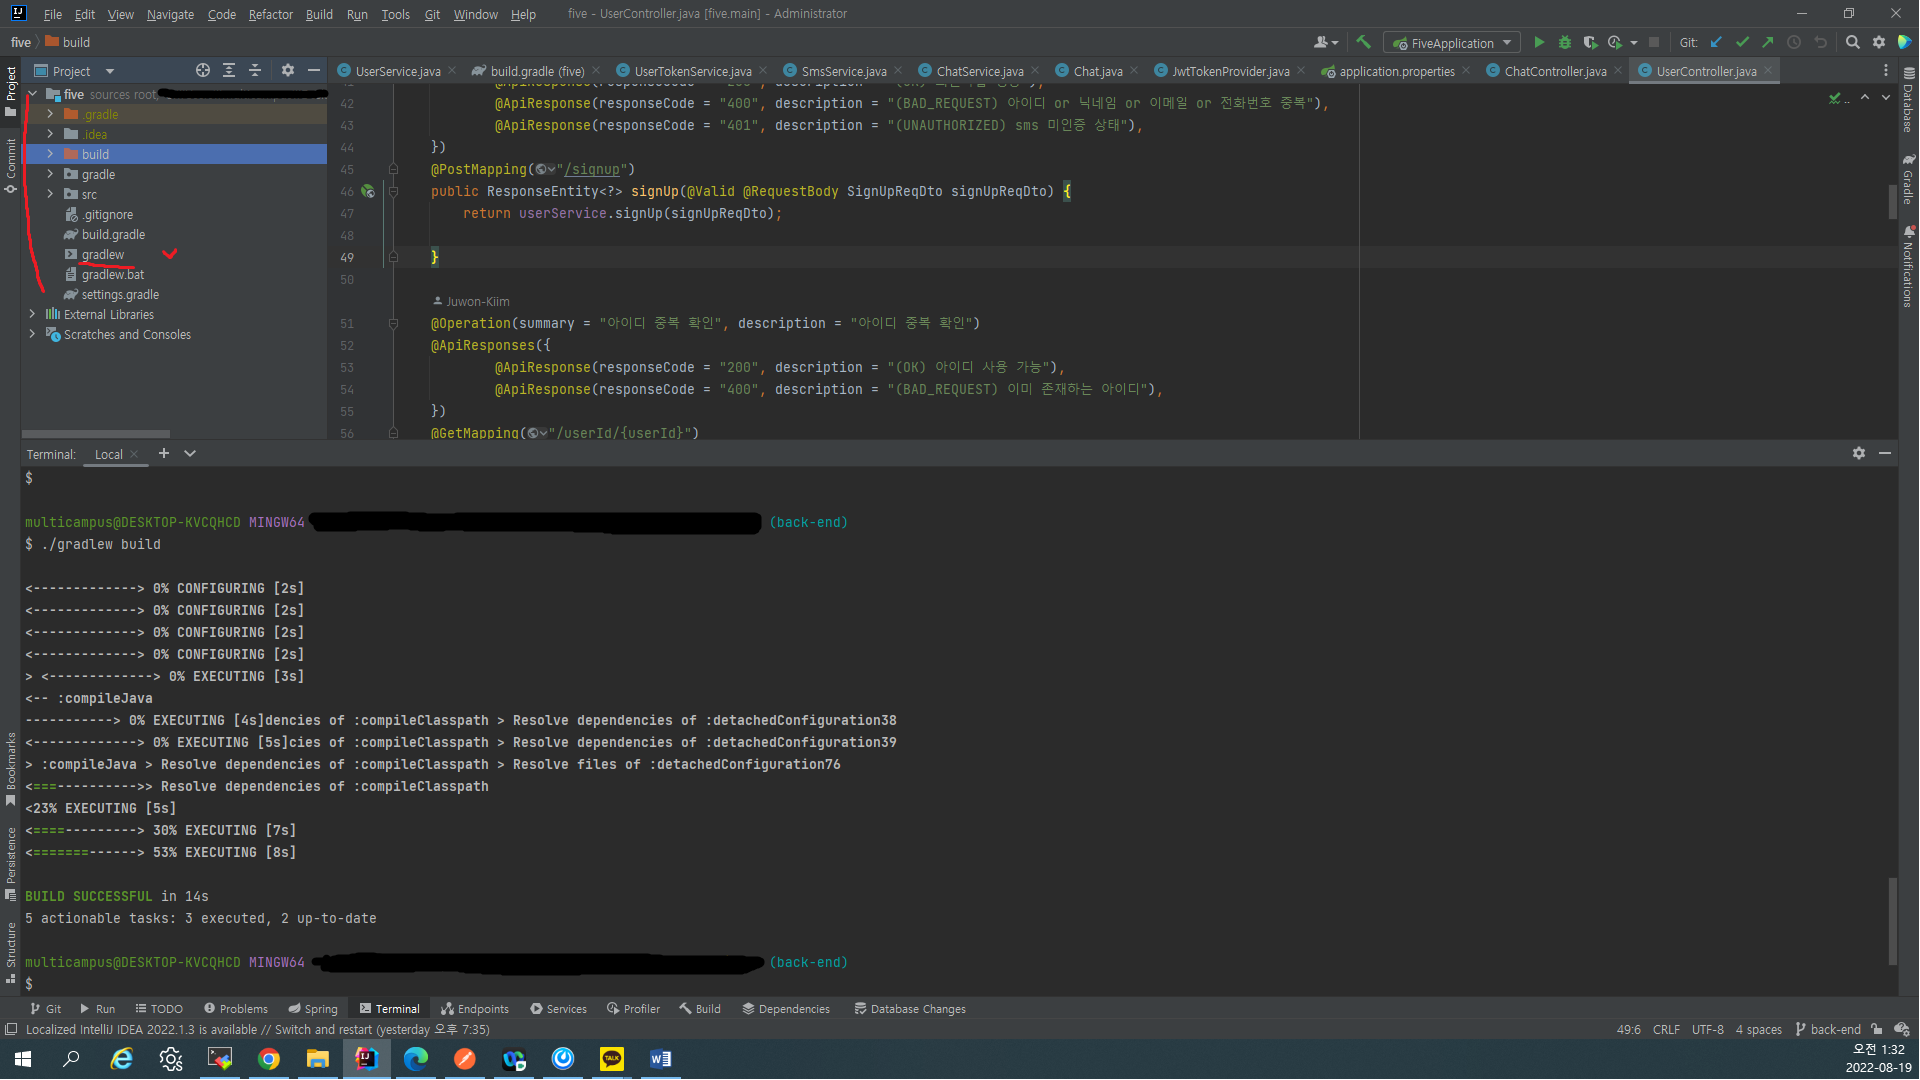 File Edit View Navigate Code Refactor Build Run Tools Git Window Help five - UserController.java [five.main] - Administrator
five build
FiveApplication Git:
Project
UserService.java build.gradle (five) UserTokenService.java SmsService.java ChatService.java Chat.java JwtTokenProvider.java application.properties ChatController.java UserController.java
five sources root,
.gradle
.idea
build
gradle
src
.gitignore
build.gradle
gradlew
gradlew.bat
settings.gradle
External Libraries
Scratches and Consoles
42 @ApiResponse(responseCode = "400", description = "(BAD_REQUEST) 아이디 or 닉네임 or 이메일 or 전화번호 중복"),
43 @ApiResponse(responseCode = "401", description = "(UNAUTHORIZED) sms 미인증 상태"),
44 })
45 @PostMapping("/signup")
46 public ResponseEntity<?> signUp(@Valid @RequestBody SignUpReqDto signUpReqDto) {
47 return userService.signUp(signUpReqDto);
48
49 }
50
Juwon-Kiim
51 @Operation(summary = "아이디 중복 확인", description = "아이디 중복 확인")
52 @ApiResponses({
53 @ApiResponse(responseCode = "200", description = "(OK) 아이디 사용 가능"),
54 @ApiResponse(responseCode = "400", description = "(BAD_REQUEST) 이미 존재하는 아이디"),
55 })
56 @GetMapping("/userId/{userId}")
Project
Commit
Bookmarks
Persistence
Structure
Database
Gradle
Notifications
Terminal: Local
$
multicampus@DESKTOP-KVCQHCD MINGW64 (back-end)
$ ./gradlew build
<-------------> 0% CONFIGURING [2s]
<-------------> 0% CONFIGURING [2s]
<-------------> 0% CONFIGURING [2s]
<-------------> 0% CONFIGURING [2s]
> <-------------> 0% EXECUTING [3s]
<-- :compileJava
-----------> 0% EXECUTING [4s]dencies of :compileClasspath > Resolve dependencies of :detachedConfiguration38
<-------------> 0% EXECUTING [5s]cies of :compileClasspath > Resolve dependencies of :detachedConfiguration39
> :compileJava > Resolve dependencies of :compileClasspath > Resolve files of :detachedConfiguration76
<===---------->> Resolve dependencies of :compileClasspath
<23% EXECUTING [5s]
<====---------> 30% EXECUTING [7s]
<=======------> 53% EXECUTING [8s]
BUILD SUCCESSFUL in 14s
5 actionable tasks: 3 executed, 2 up-to-date
multicampus@DESKTOP-KVCQHCD MINGW64 (back-end)
$
Git Run TODO Problems Spring Terminal Endpoints Services Profiler Build Dependencies Database Changes
Localized IntelliJ IDEA 2022.1.3 is available // Switch and restart (yesterday 오후 7:35) 49:6 CRLF UTF-8 4 spaces back-end
오전 1:32
2022-08-19